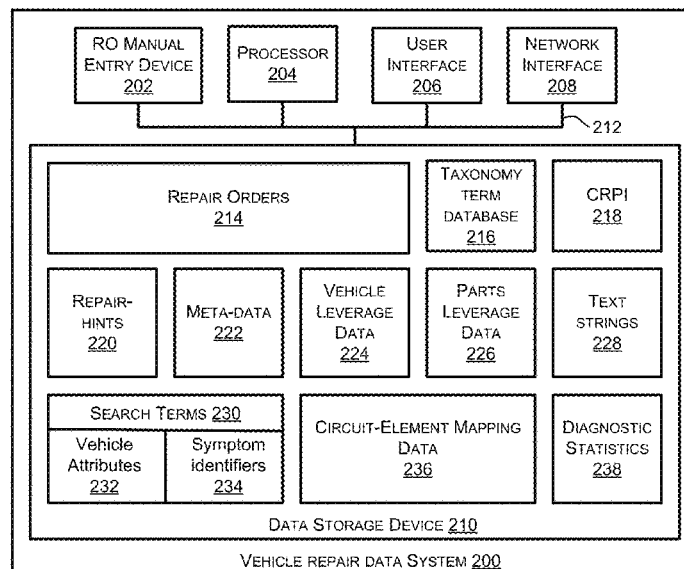 RO MANUAL
ENTRY DEVICE
202
PROCESSOR
204
USER
INTERFACE
206
NETWORK
INTERFACE
208
212
REPAIR ORDERS
214
TAXONOMY
TERM
DATABASE
216
CRPI
218
REPAIR-
HINTS
220
META-DATA
222
VEHICLE
LEVERAGE
DATA
224
PARTS
LEVERAGE
DATA
226
TEXT
STRINGS
228
SEARCH TERMS 230
Vehicle
Attributes
232
Symptom
identifiers
234
CIRCUIT-ELEMENT MAPPING
DATA
236
DIAGNOSTIC
STATISTICS
238
DATA STORAGE DEVICE 210
VEHICLE REPAIR DATA SYSTEM 200